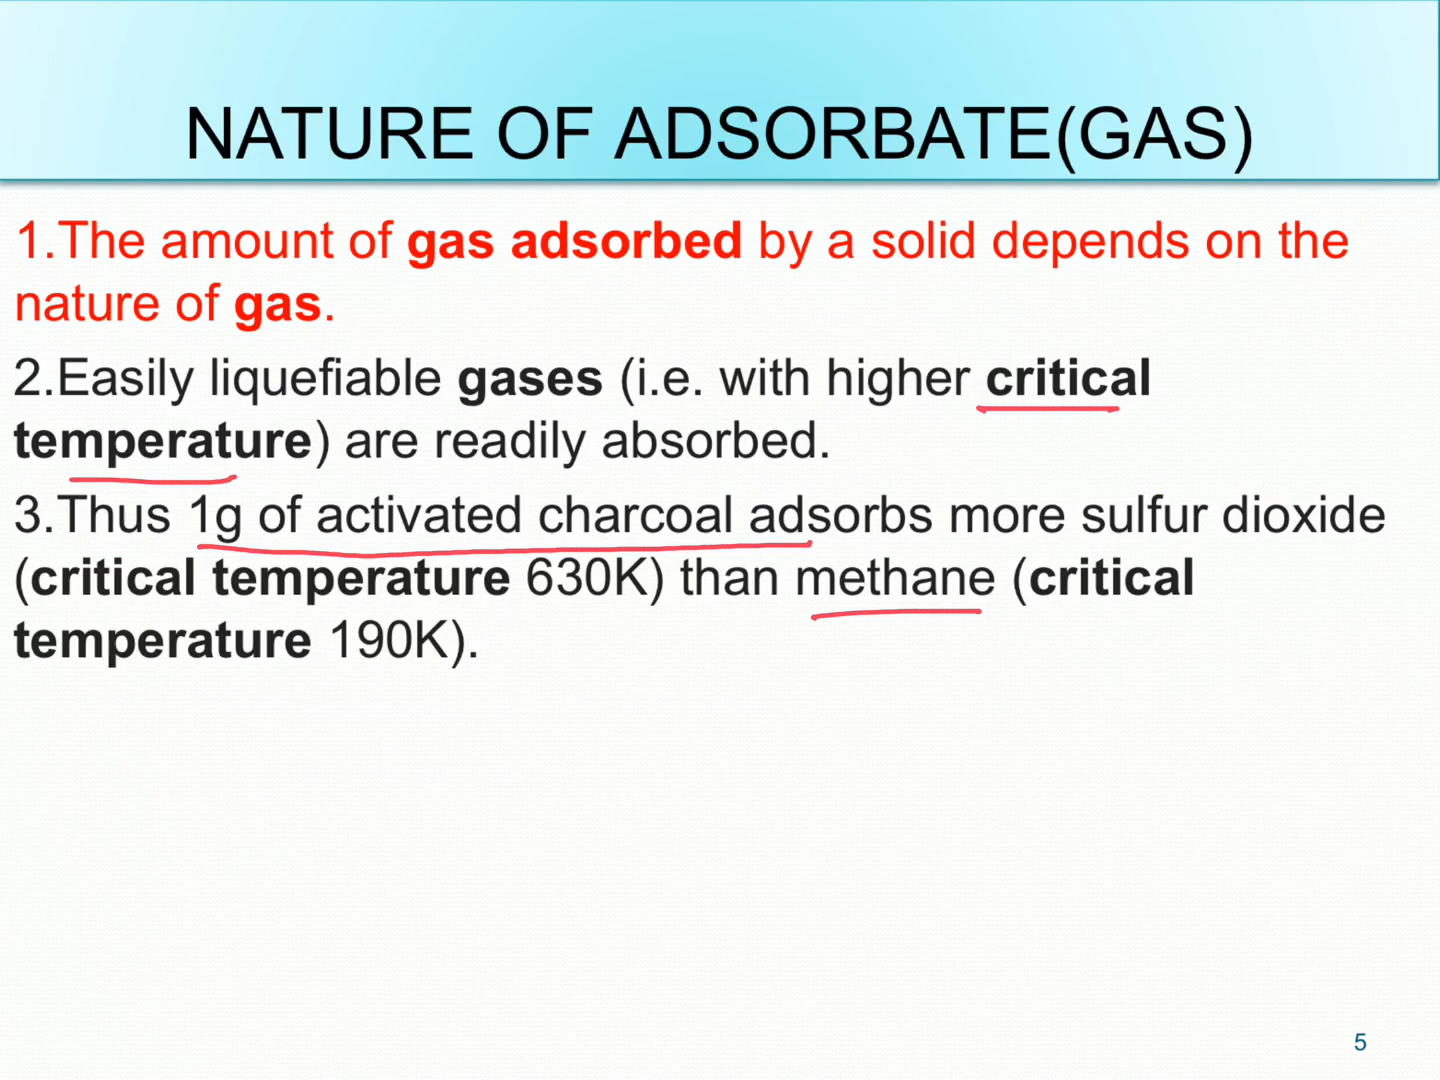 NATURE OF ADSORBATE(GAS)
1.The amount of gas adsorbed by a solid depends on the
nature of gas.
2.Easily liquefiable gases (i.e. with higher critical
temperature) are readily absorbed.
3.Thus 1g of activated charcoal adsorbs more sulfur dioxide
(critical temperature 630K) than methane (critical
temperature 190K).
5